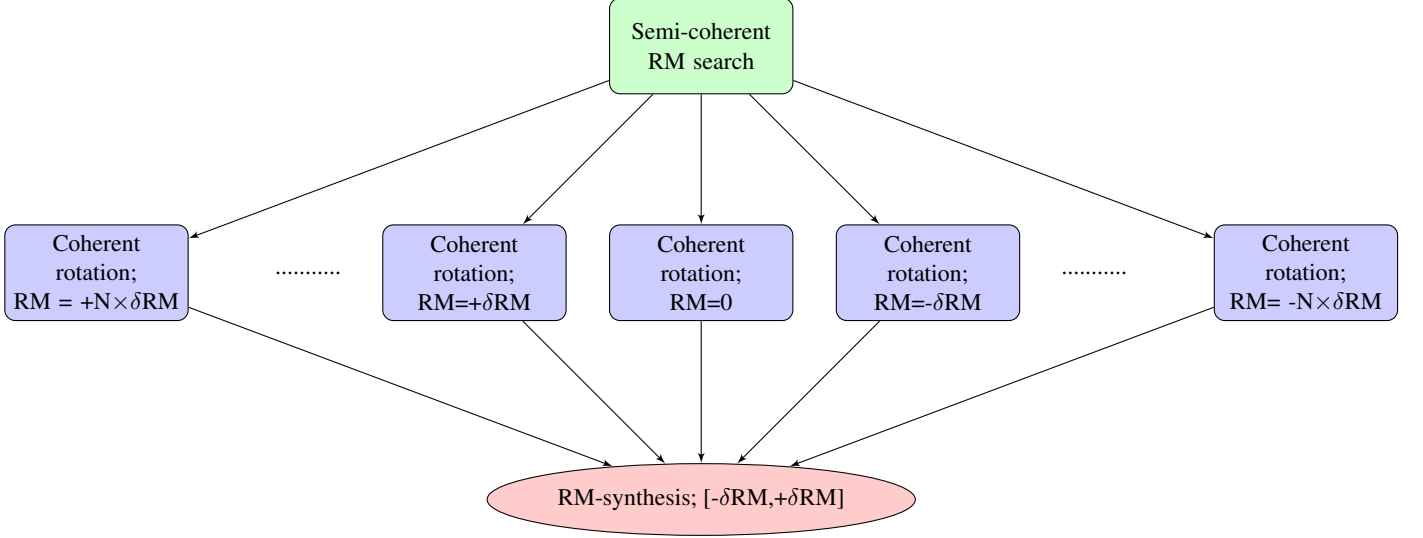 Semi-coherent
RM search
Coherent
rotation;
RM = +N×δRM
...........
Coherent
rotation;
RM=+δRM
Coherent
rotation;
RM=0
Coherent
rotation;
RM=-δRM
...........
Coherent
rotation;
RM= -N×δRM
RM-synthesis; [-δRM,+δRM]